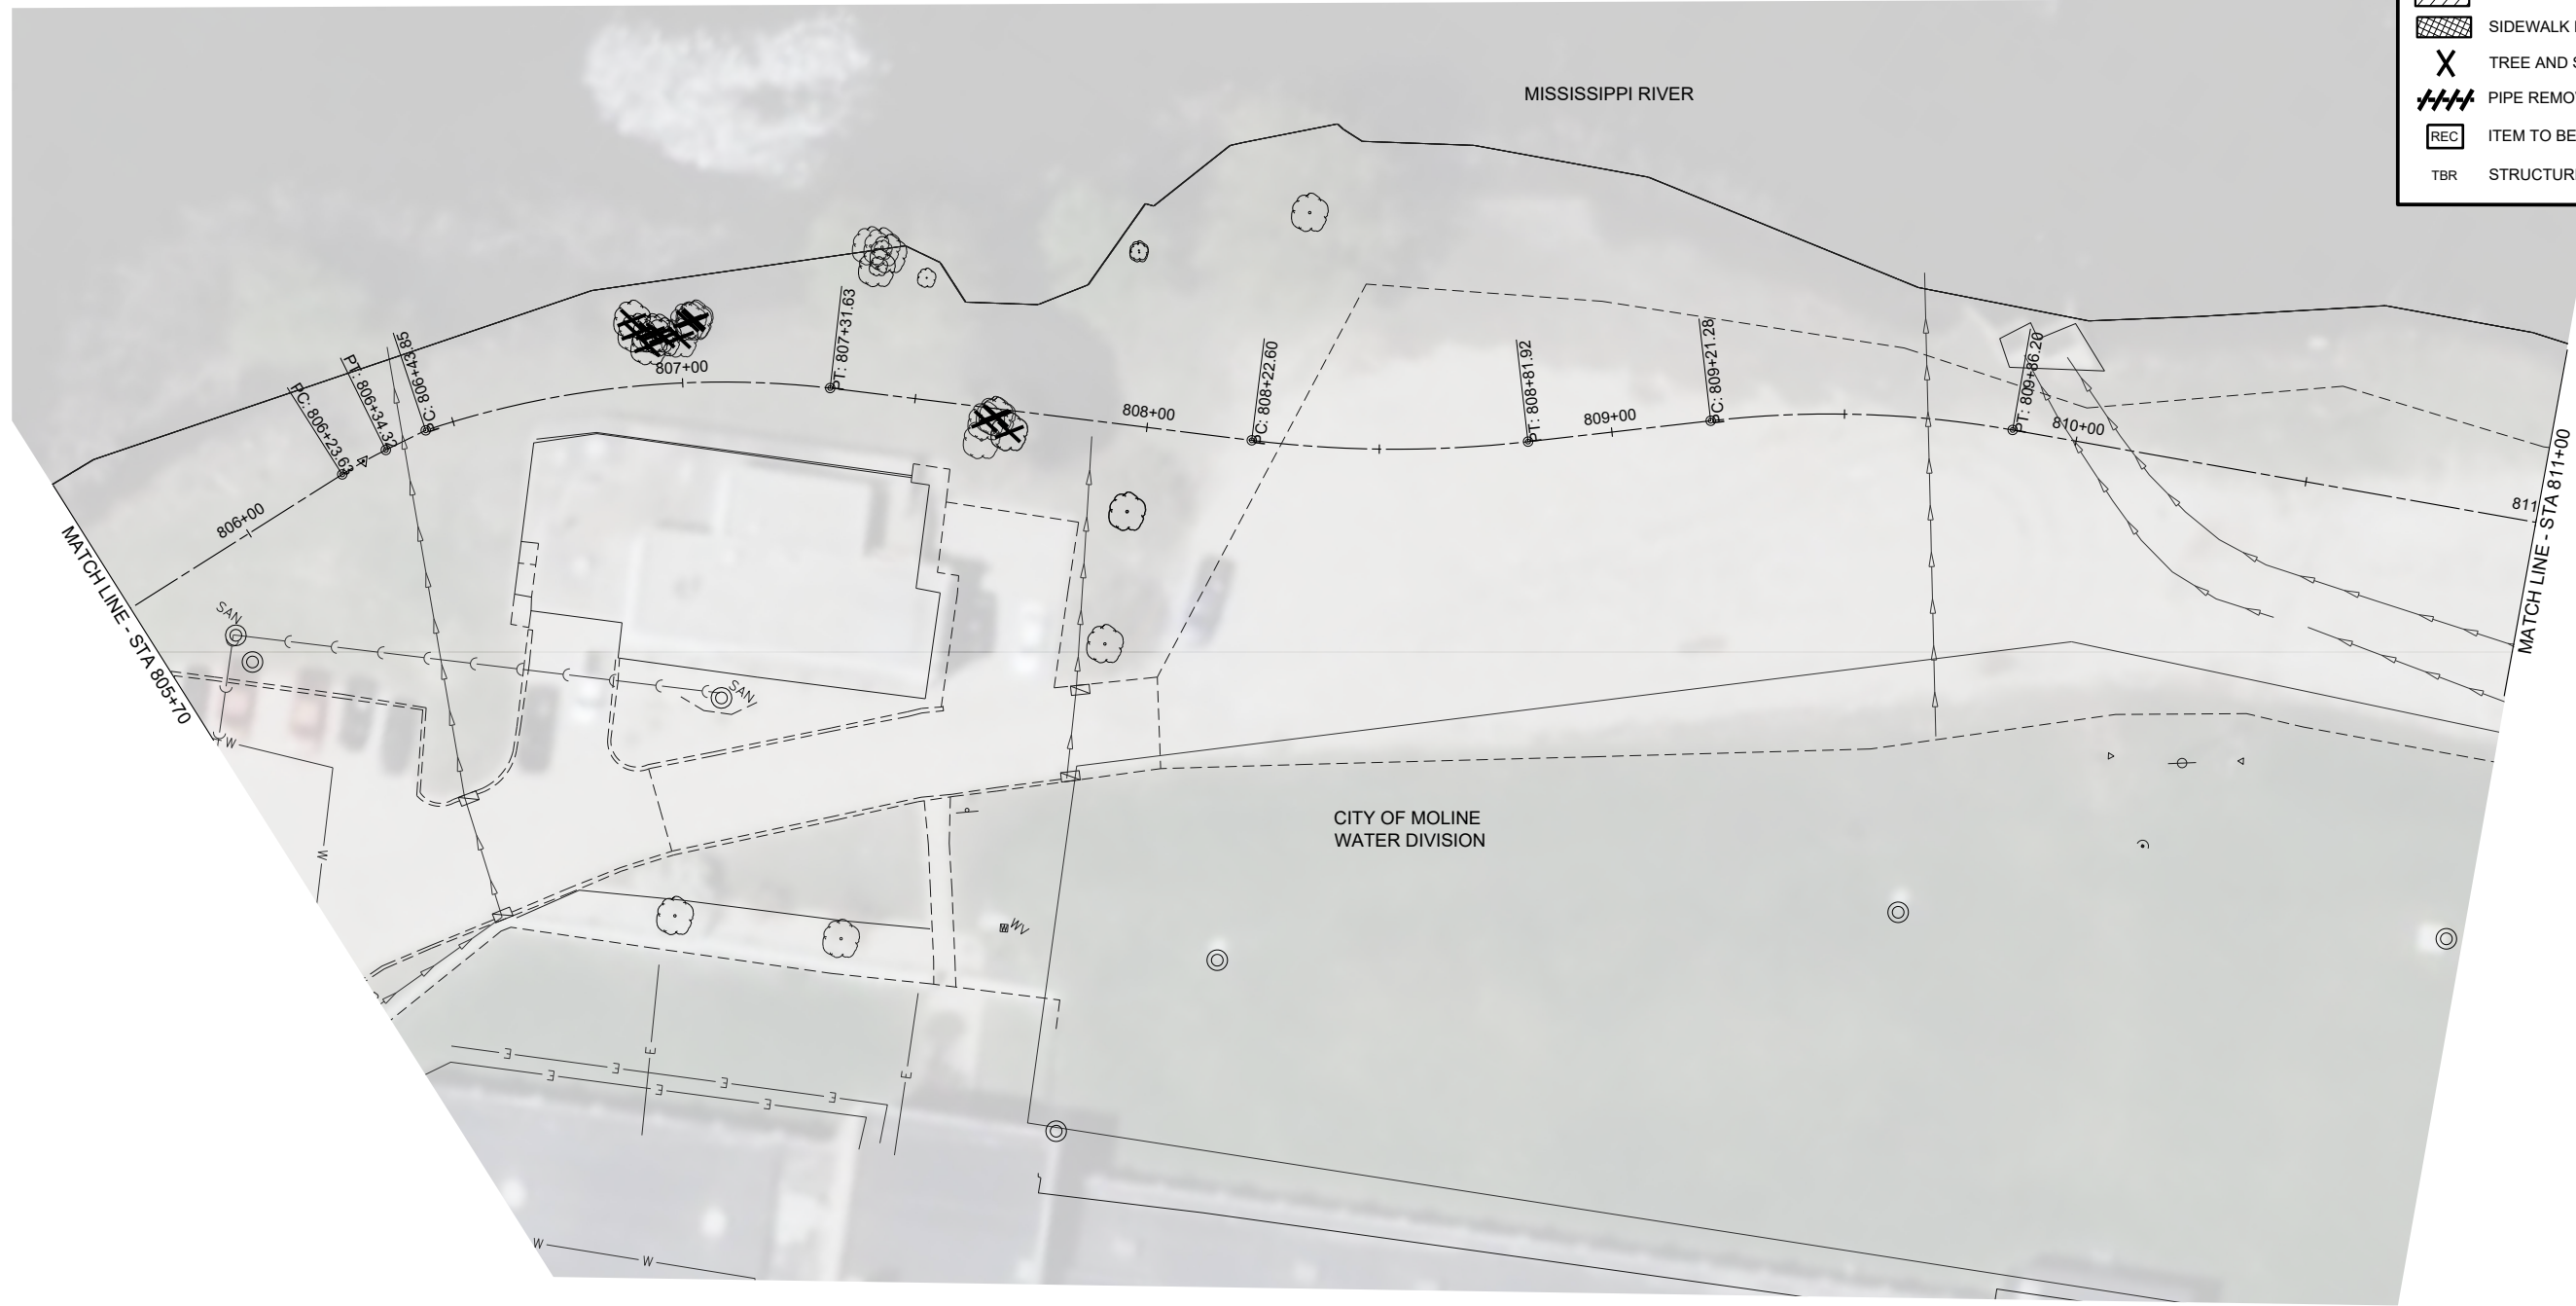 SIDEWALK
TREE AND
PIPE
REC ITEM TO BE
TBR
MISSISSIPPI RIVER
PC: 806+23.63
PT: 806+34.32
PC: 806+43.85
PT: 807+31.63
PC: 808+22.60
PT: 808+81.92
PC: 809+21.28
PT: 809+86.20
806+00
807+00
808+00
809+00
810+00
811
MATCH LINE - STA 805+70
MATCH LINE - STA 811+00
SAN
SAN
W
W
WV
CITY OF MOLINE
WATER DIVISION
E
E
E
E
E
E
E
E
E
W
W